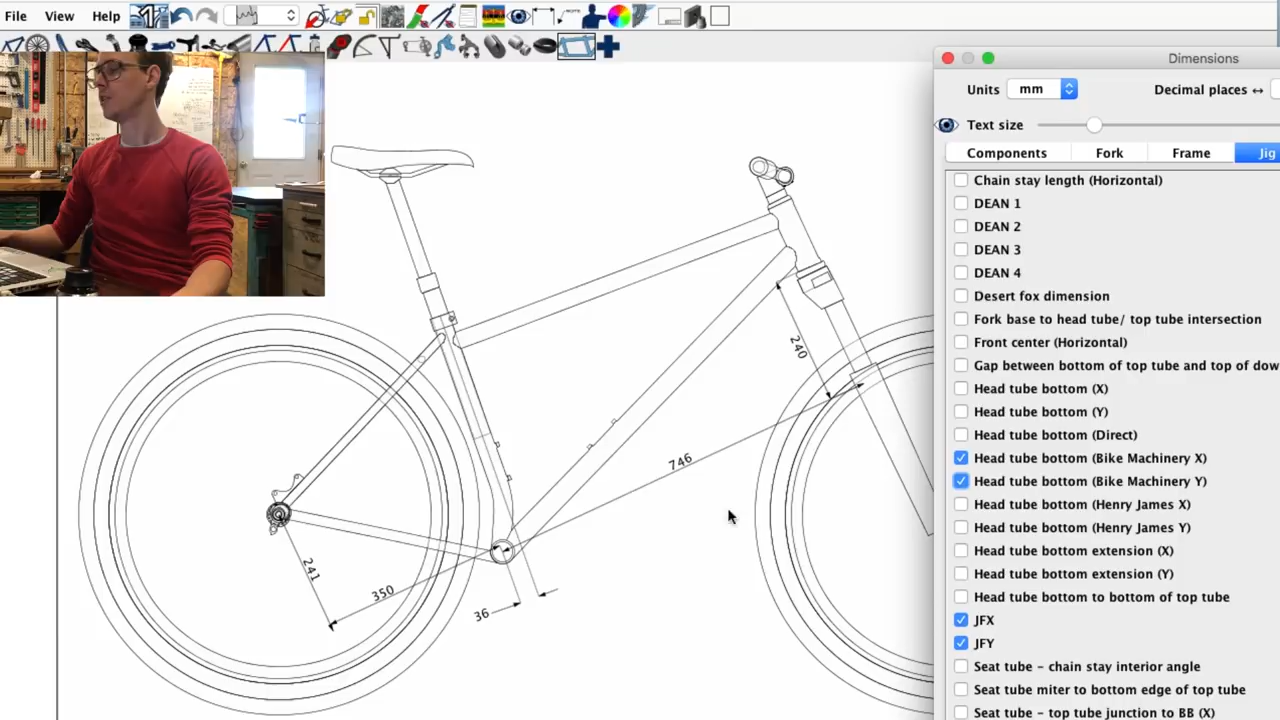 File View Help
Dimensions
Units mm Decimal places ↔
Text size
Components Fork Frame Jig
Chain stay length (Horizontal)
DEAN 1
DEAN 2
DEAN 3
DEAN 4
Desert fox dimension
Fork base to head tube/ top tube intersection
Front center (Horizontal)
Gap between bottom of top tube and top of dow
Head tube bottom (X)
Head tube bottom (Y)
Head tube bottom (Direct)
Head tube bottom (Bike Machinery X)
Head tube bottom (Bike Machinery Y)
Head tube bottom (Henry James X)
Head tube bottom (Henry James Y)
Head tube bottom extension (X)
Head tube bottom extension (Y)
Head tube bottom to bottom of top tube
JFX
JFY
Seat tube - chain stay interior angle
Seat tube miter to bottom edge of top tube
Seat tube - top tube junction to BB (X)
240
746
241
350
36